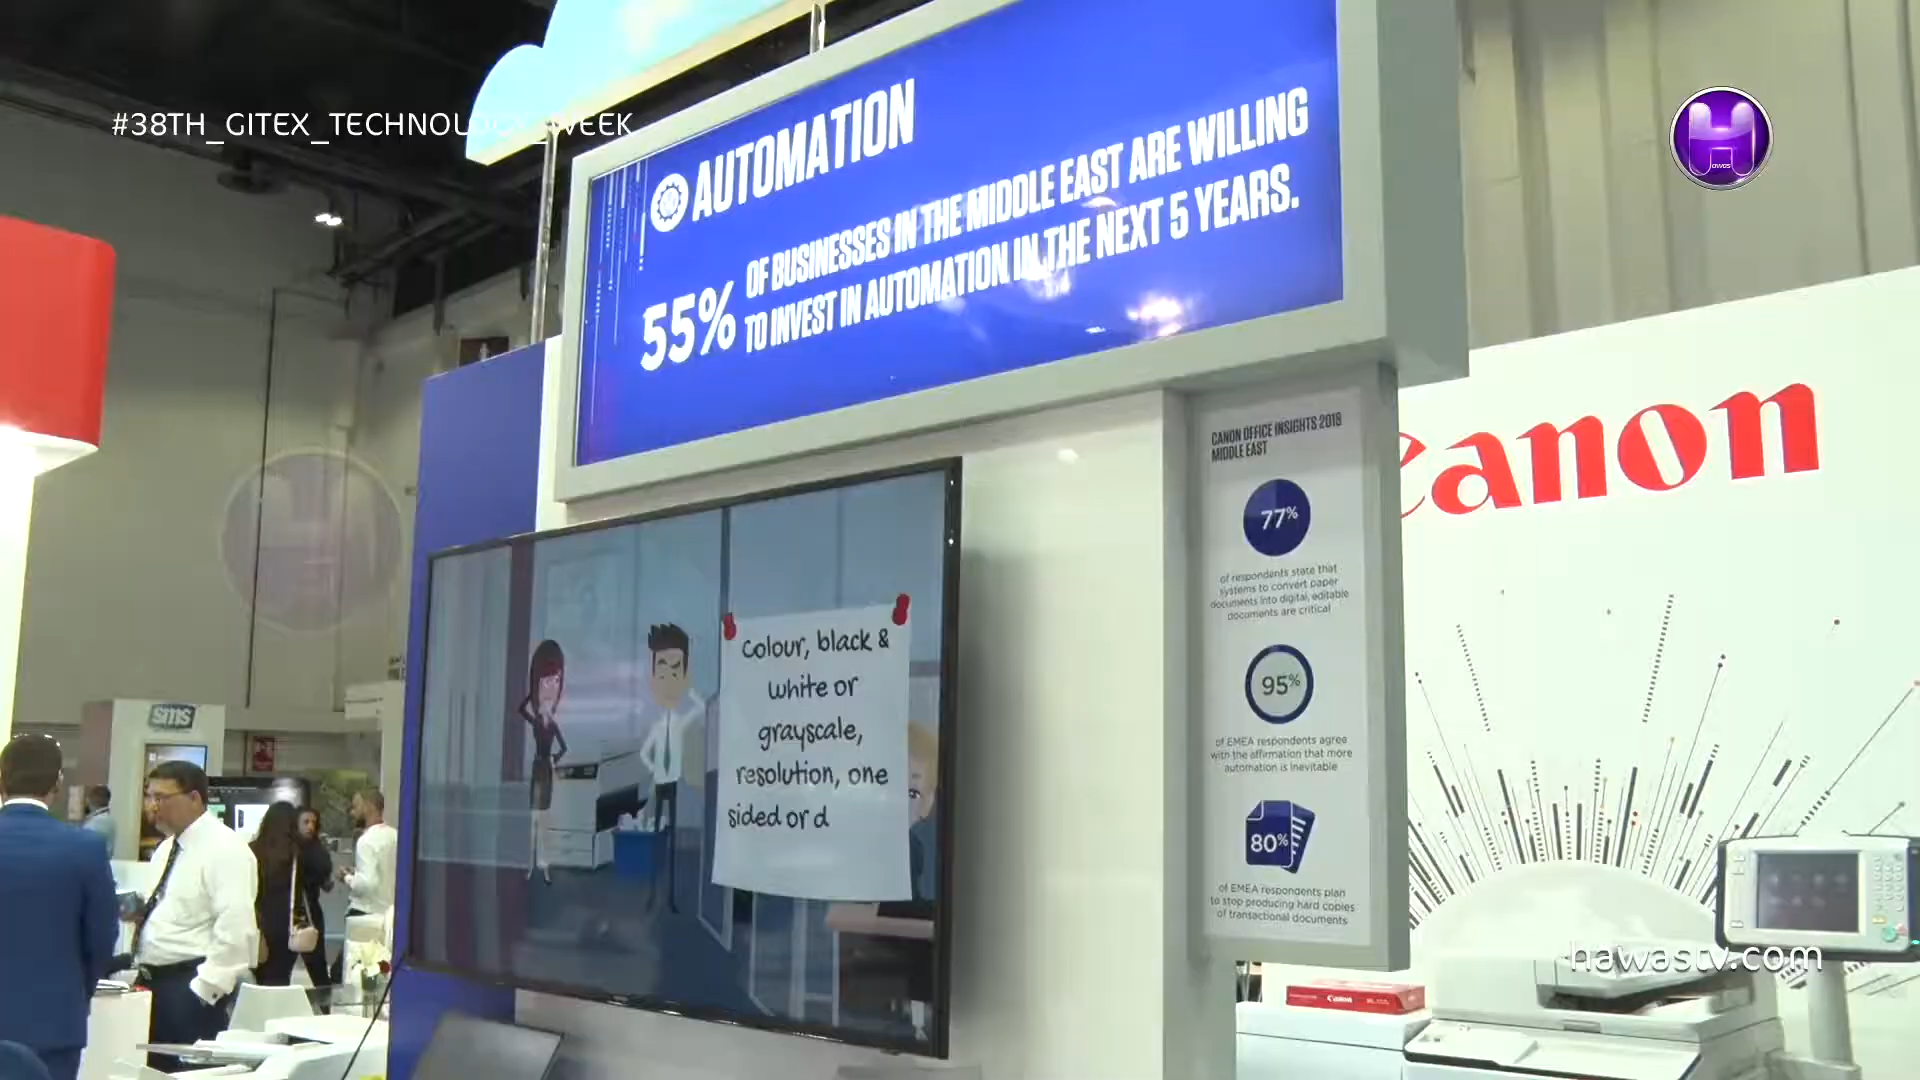 #38TH_GITEX_TECHNOLOGY_WEEK
H
AWAS
AUTOMATION
55% OF BUSINESSES IN THE MIDDLE EAST ARE WILLING
TO INVEST IN AUTOMATION IN THE NEXT 5 YEARS.
Canon
CANON OFFICE INSIGHTS 2018
MIDDLE EAST
77%
of respondents state that
systems to convert paper
documents into digital, editable
documents are critical
95%
of EMEA respondents agree
with the affirmation that more
automation is inevitable
80%
of EMEA respondents plan
to stop producing hard copies
of transactional documents
Colour, black &
white or
grayscale,
resolution, one
sided or d
sms
Canon
hawastv.com